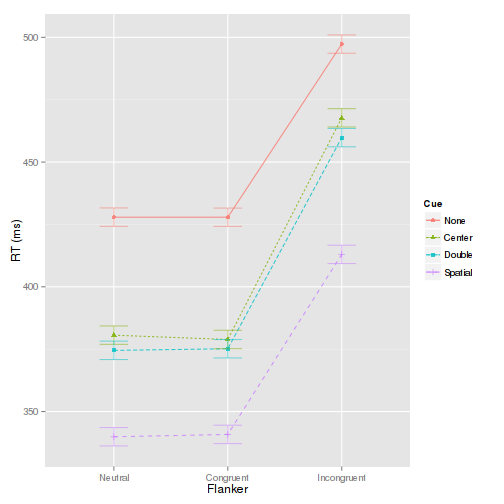 500
450
400
350
RT (ms)
Neutral
Congruent
Incongruent
Flanker
Cue
None
Center
Double
Spatial